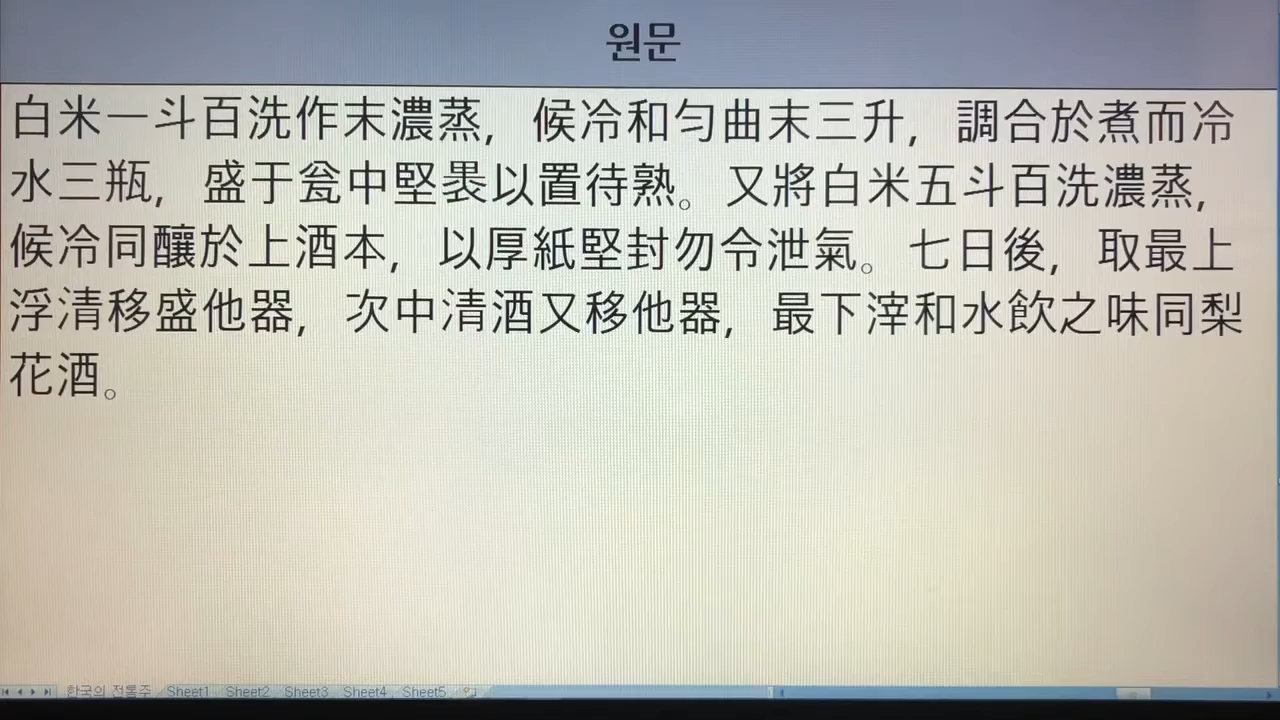 원문
白米一斗百洗作末濃蒸, 候冷和匀曲末三升, 調合於煮而冷
水三瓶, 盛于瓮中堅褁以置待熟。又將白米五斗百洗濃蒸,
候冷同釀於上酒本, 以厚紙堅封勿令泄氣。七日後, 取最上
浮清移盛他器, 次中清酒又移他器, 最下滓和水飮之味同梨
花酒。
한국의 전통주 Sheet1 Sheet2 Sheet3 Sheet4 Sheet5